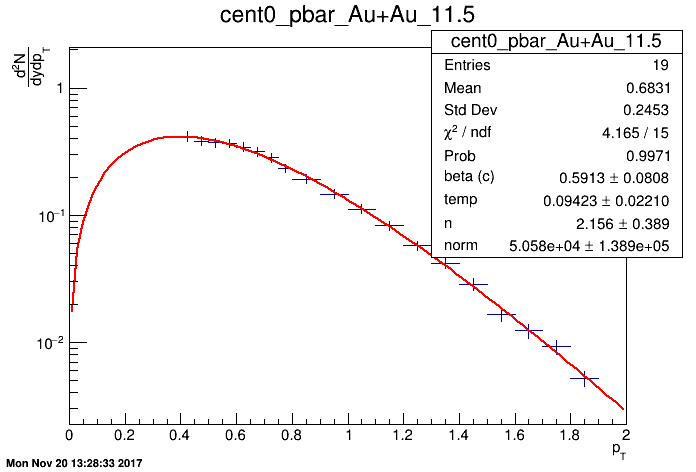 cent0_pbar_Au+Au_11.5
d²N
dydp_T
cent0_pbar_Au+Au_11.5
Entries 19
Mean 0.6831
Std Dev 0.2453
χ² / ndf 4.165 / 15
Prob 0.9971
beta (c) 0.5913 ± 0.0808
temp 0.09423 ± 0.02210
n 2.156 ± 0.389
norm 5.058e+04 ± 1.389e+05
1
10⁻¹
10⁻²
0 0.2 0.4 0.6 0.8 1 1.2 1.4 1.6 1.8 2
p_T
Mon Nov 20 13:28:33 2017